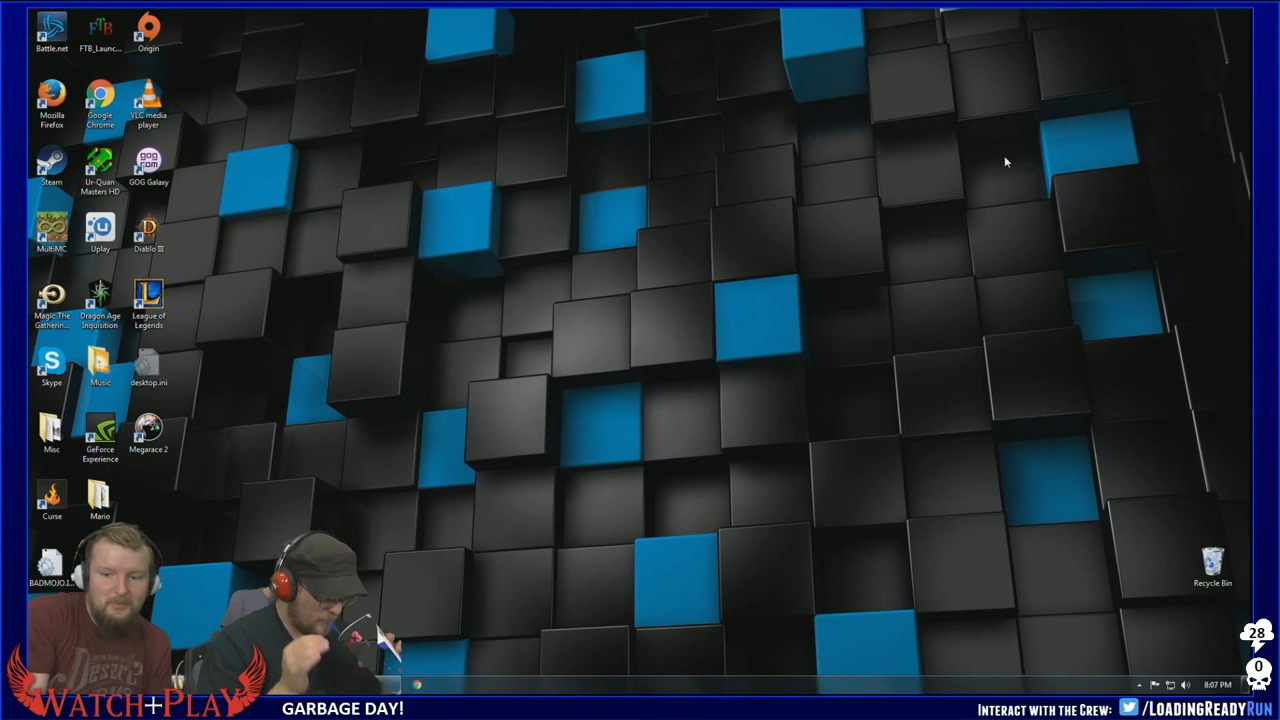 Battle.net
FTB_Launc...
Origin
Mozilla
Firefox
Google
Chrome
VLC media
player
Steam
Ur-Quan
Masters HD
GOG
COM
GOG Galaxy
MultiMC
Uplay
Diablo III
Magic The
Gatherin...
Dragon Age
Inquisition
League of
Legends
Skype
Music
desktop.ini
Misc
GeForce
Experience
Megarace 2
Curse
Mario
BADMOJO.I...
Recycle Bin
Desert
28
0
8:07 PM
WATCH+PLAY
GARBAGE DAY!
INTERACT WITH THE CREW: /LOADINGREADYRUN